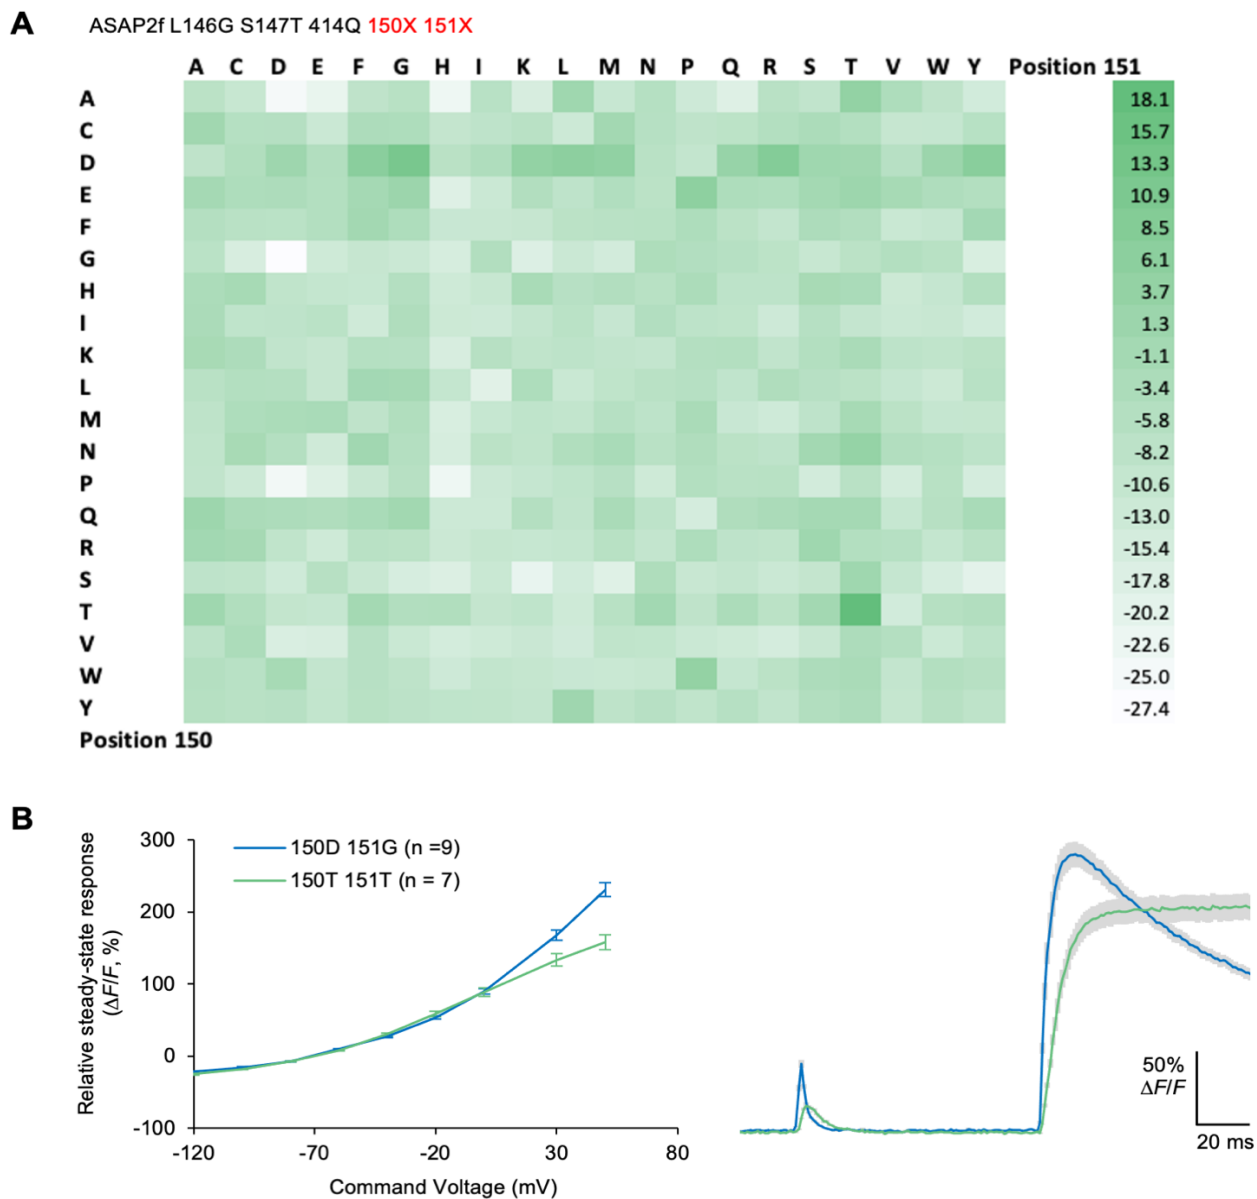 A
ASAP2f L146G S147T 414Q 150X 151X
A C D E F G H I K L M N P Q R S T V W Y Position 151
A 18.1
C 15.7
D 13.3
E 10.9
F 8.5
G 6.1
H 3.7
I 1.3
K -1.1
L -3.4
M -5.8
N -8.2
P -10.6
Q -13.0
R -15.4
S -17.8
T -20.2
V -22.6
W -25.0
Y -27.4
Position 150
B
Relative steady-state response
(ΔF/F, %)
300
200
100
0
-100
-120 -70 -20 30 80
Command Voltage (mV)
150D 151G (n =9)
150T 151T (n = 7)
50%
ΔF/F
20 ms